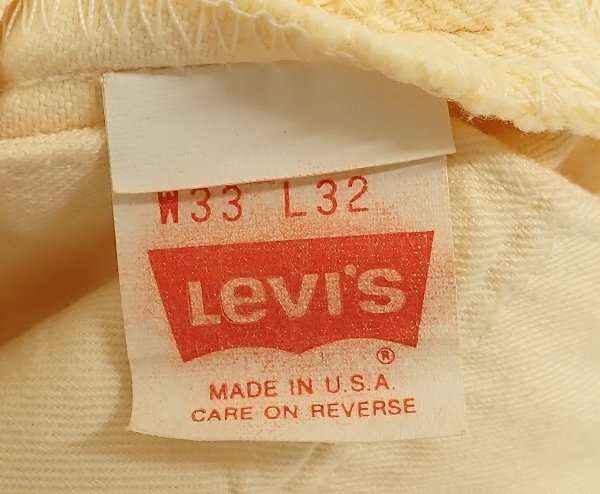 W33 L32
Levi's
®
MADE IN U.S.A.
CARE ON REVERSE